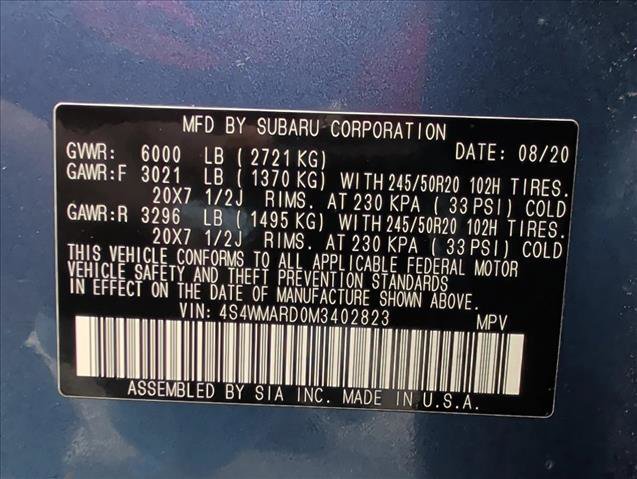 MFD BY SUBARU CORPORATION
GVWR: 6000 LB ( 2721 KG) DATE: 08/20
GAWR:F 3021 LB ( 1370 KG) WITH 245/50R20 102H TIRES.
20X7 1/2J RIMS. AT 230 KPA ( 33 PSI) COLD
GAWR:R 3296 LB ( 1495 KG) WITH 245/50R20 102H TIRES.
20X7 1/2J RIMS. AT 230 KPA ( 33 PSI) COLD
THIS VEHICLE CONFORMS TO ALL APPLICABLE FEDERAL MOTOR
VEHICLE SAFETY AND THEFT PREVENTION STANDARDS
IN EFFECT ON THE DATE OF MANUFACTURE SHOWN ABOVE.
VIN: 4S4WMARD0M3402823 MPV
ASSEMBLED BY SIA INC. MADE IN U.S.A.